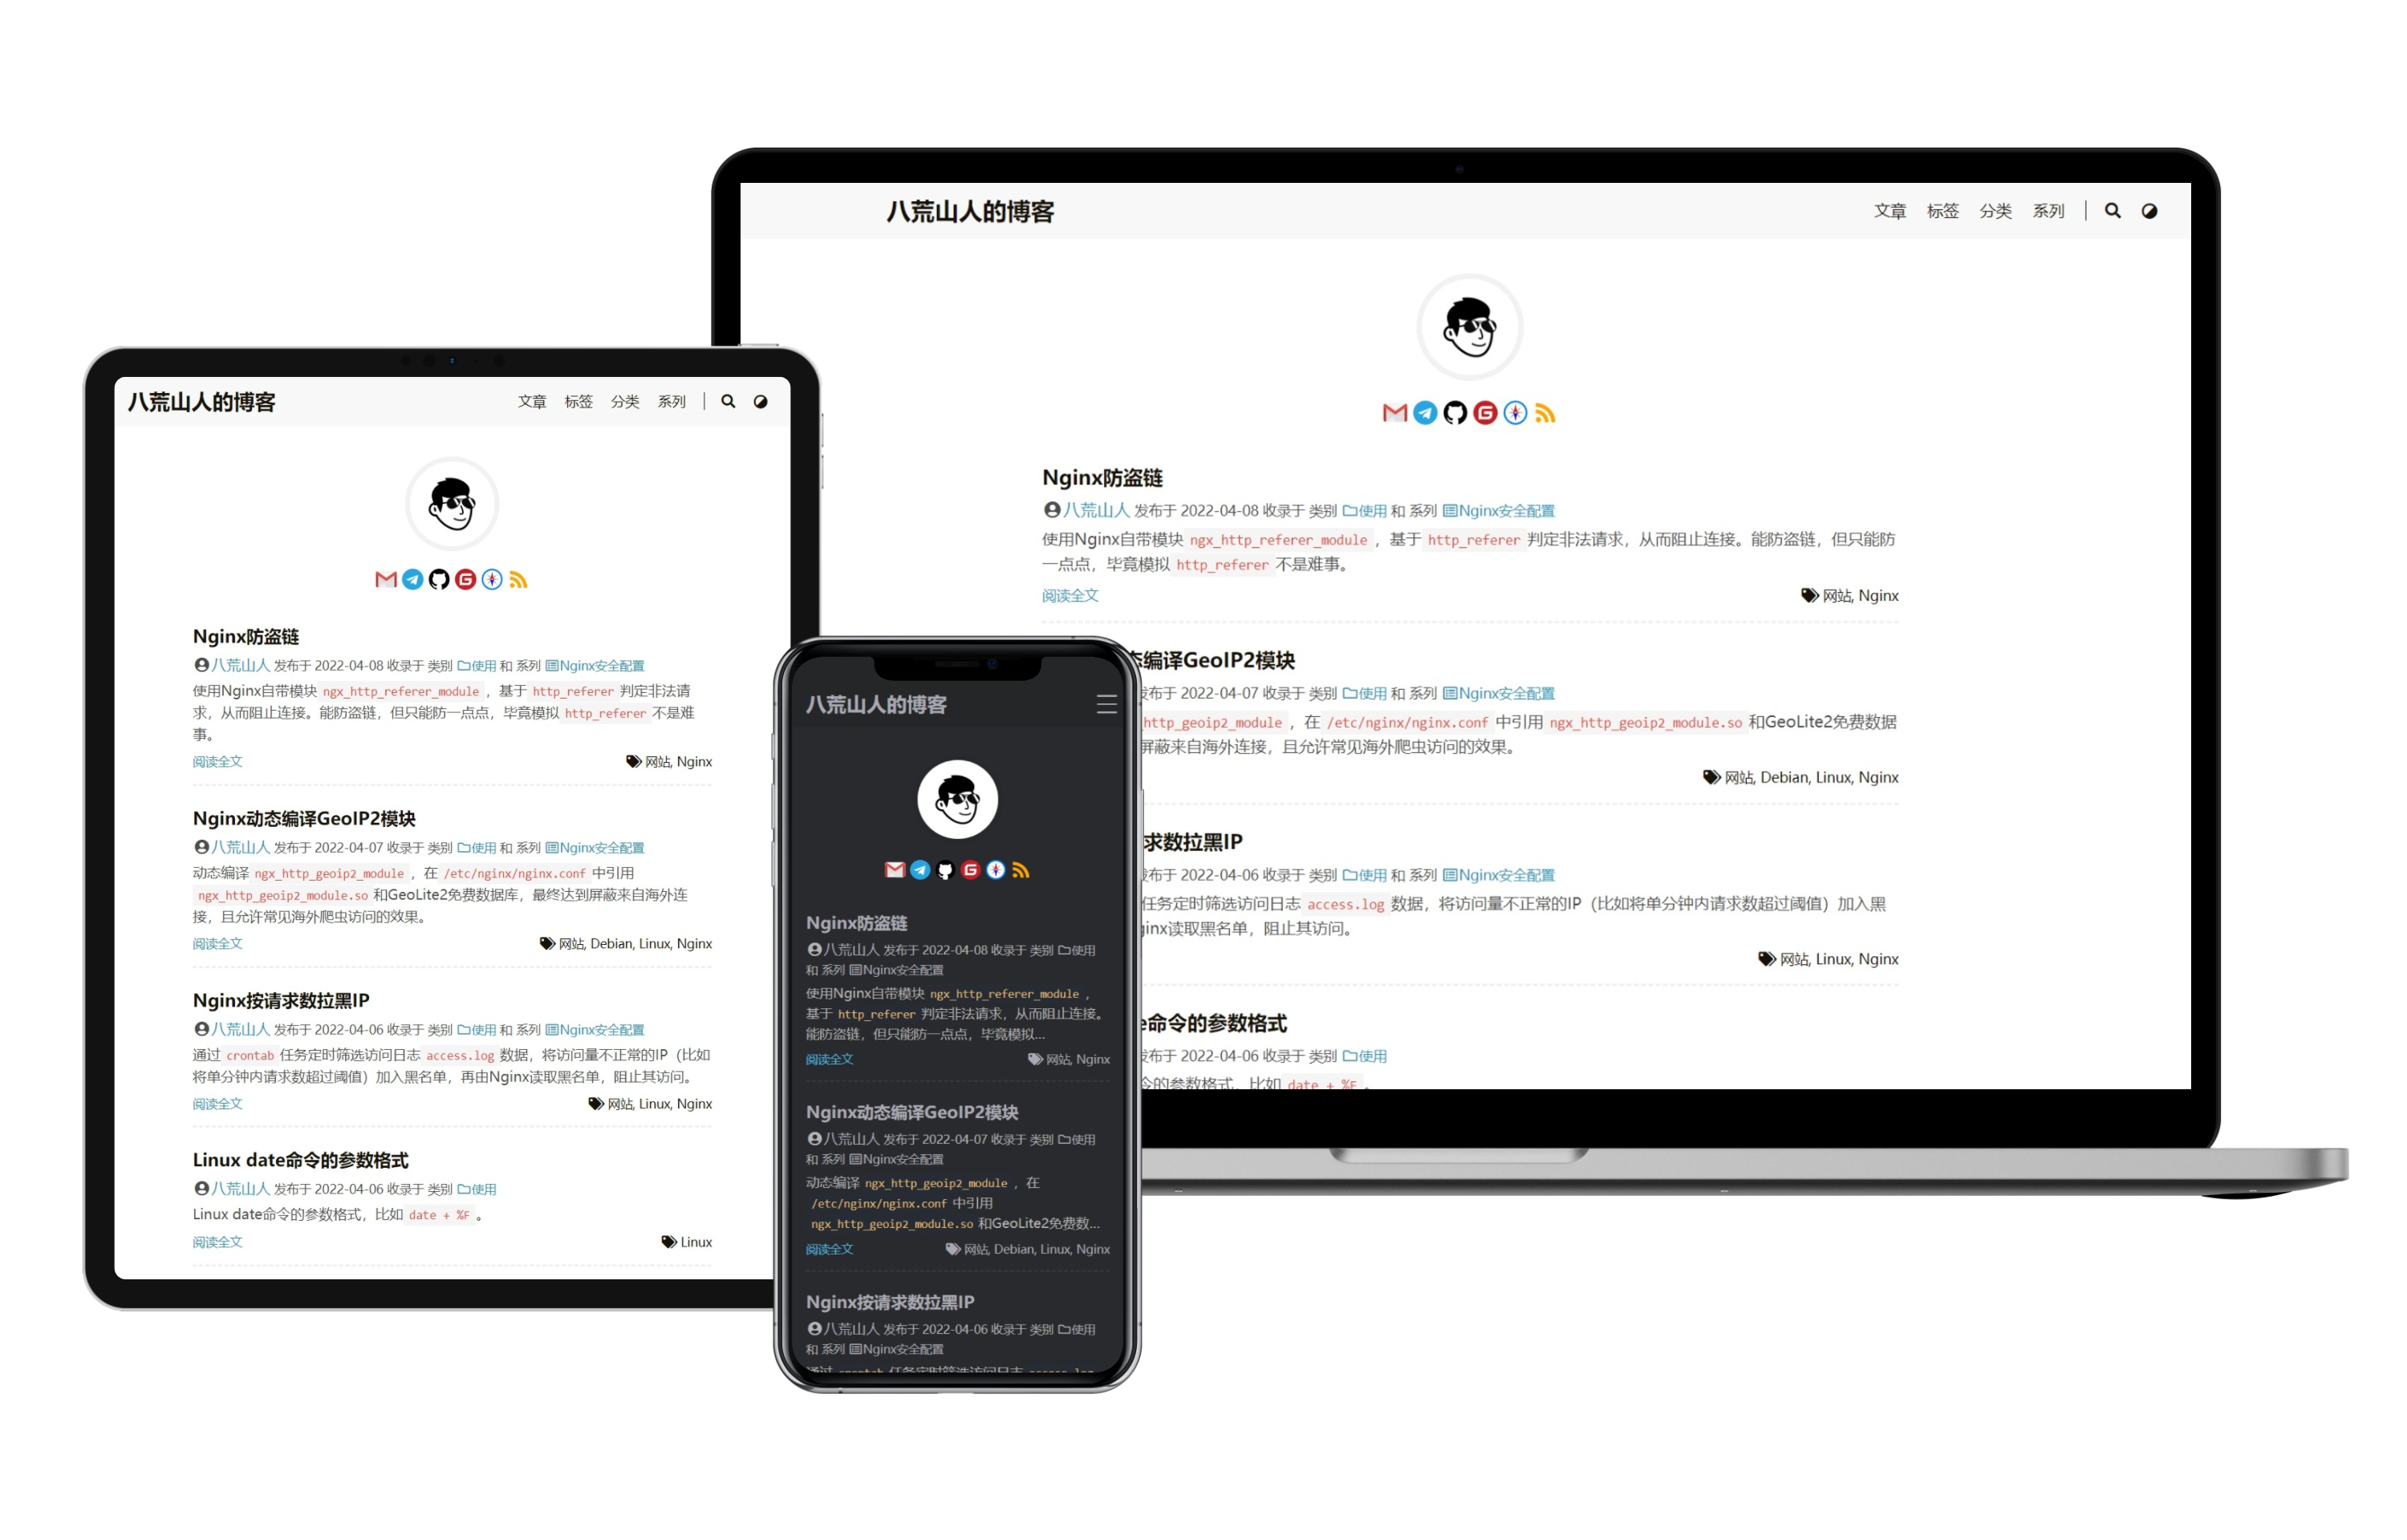 八荒山人的博客
文章 标签 分类 系列
Nginx防盗链
八荒山人 发布于 2022-04-08 收录于 类别 使用 和 系列 Nginx安全配置
使用Nginx自带模块 ngx_http_referer_module ，基于 http_referer 判定非法请求，从而阻止连接。能防盗链，但只能防
一点点，毕竟模拟 http_referer 不是难事。
阅读全文
网站, Nginx
态编译GeoIP2模块
发布于 2022-04-07 收录于 类别 使用 和 系列 Nginx安全配置
_http_geoip2_module ，在 /etc/nginx/nginx.conf 中引用 ngx_http_geoip2_module.so 和GeoLite2免费数据
屏蔽来自海外连接，且允许常见海外爬虫访问的效果。
网站, Debian, Linux, Nginx
求数拉黑IP
发布于 2022-04-06 收录于 类别 使用 和 系列 Nginx安全配置
任务定时筛选访问日志 access.log 数据，将访问量不正常的IP（比如将单分钟内请求数超过阈值）加入黑
ginx读取黑名单，阻止其访问。
网站, Linux, Nginx
e命令的参数格式
发布于 2022-04-06 收录于 类别 使用
令的参数格式，比如 date + %F 。
八荒山人的博客
文章 标签 分类 系列
Nginx防盗链
八荒山人 发布于 2022-04-08 收录于 类别 使用 和 系列 Nginx安全配置
使用Nginx自带模块 ngx_http_referer_module ，基于 http_referer 判定非法请
求，从而阻止连接。能防盗链，但只能防一点点，毕竟模拟 http_referer 不是难
事。
阅读全文
网站, Nginx
Nginx动态编译GeoIP2模块
八荒山人 发布于 2022-04-07 收录于 类别 使用 和 系列 Nginx安全配置
动态编译 ngx_http_geoip2_module ，在 /etc/nginx/nginx.conf 中引用
ngx_http_geoip2_module.so 和GeoLite2免费数据库，最终达到屏蔽来自海外连
接，且允许常见海外爬虫访问的效果。
阅读全文
网站, Debian, Linux, Nginx
Nginx按请求数拉黑IP
八荒山人 发布于 2022-04-06 收录于 类别 使用 和 系列 Nginx安全配置
通过 crontab 任务定时筛选访问日志 access.log 数据，将访问量不正常的IP（比如
将单分钟内请求数超过阈值）加入黑名单，再由Nginx读取黑名单，阻止其访问。
阅读全文
网站, Linux, Nginx
Linux date命令的参数格式
八荒山人 发布于 2022-04-06 收录于 类别 使用
Linux date命令的参数格式，比如 date + %F 。
阅读全文
Linux
八荒山人的博客
Nginx防盗链
八荒山人 发布于 2022-04-08 收录于 类别 使用
和 系列 Nginx安全配置
使用Nginx自带模块 ngx_http_referer_module ，
基于 http_referer 判定非法请求，从而阻止连接。
能防盗链，但只能防一点点，毕竟模拟...
阅读全文
网站, Nginx
Nginx动态编译GeoIP2模块
八荒山人 发布于 2022-04-07 收录于 类别 使用
和 系列 Nginx安全配置
动态编译 ngx_http_geoip2_module ，在
/etc/nginx/nginx.conf 中引用
ngx_http_geoip2_module.so 和GeoLite2免费数...
阅读全文
网站, Debian, Linux, Nginx
Nginx按请求数拉黑IP
八荒山人 发布于 2022-04-06 收录于 类别 使用
和 系列 Nginx安全配置
通过 crontab 任务定时筛选访问日志 access.log